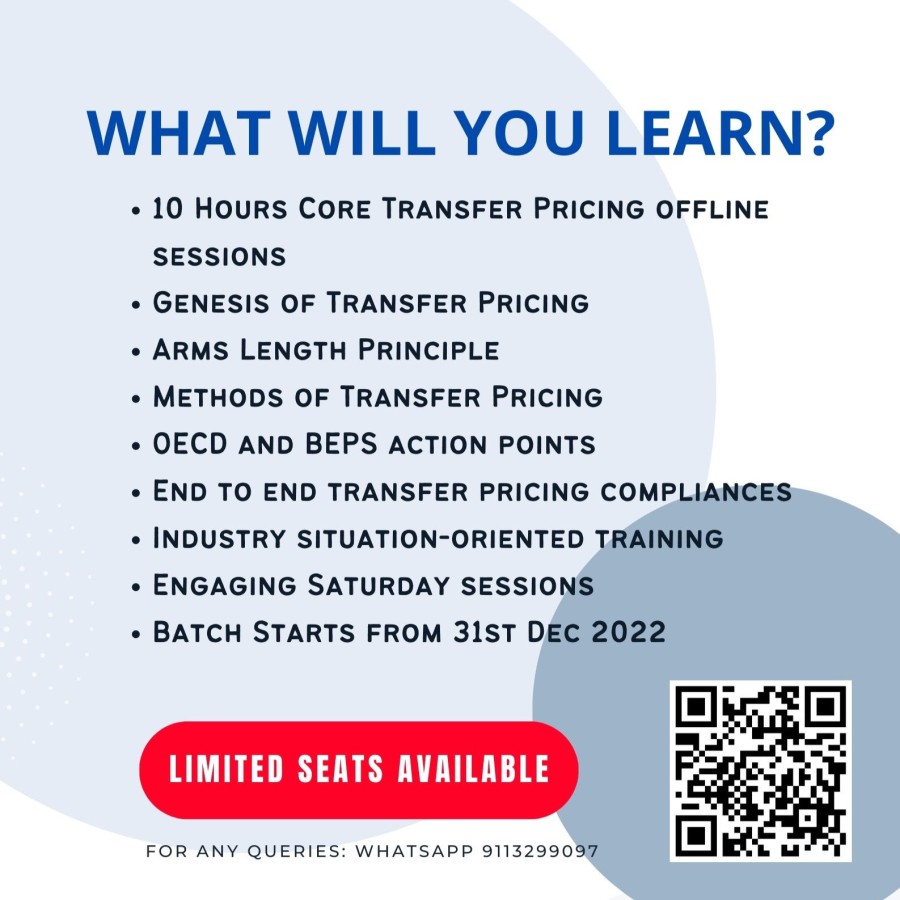 WHAT WILL YOU LEARN?
• 10 Hours Core Transfer Pricing offline
sessions
• Genesis of Transfer Pricing
• Arms Length Principle
• Methods of Transfer Pricing
• OECD and BEPS action points
• End to end transfer pricing compliances
• Industry situation-oriented training
• Engaging Saturday sessions
• Batch Starts from 31st Dec 2022
LIMITED SEATS AVAILABLE
FOR ANY QUERIES: WHATSAPP 9113299097